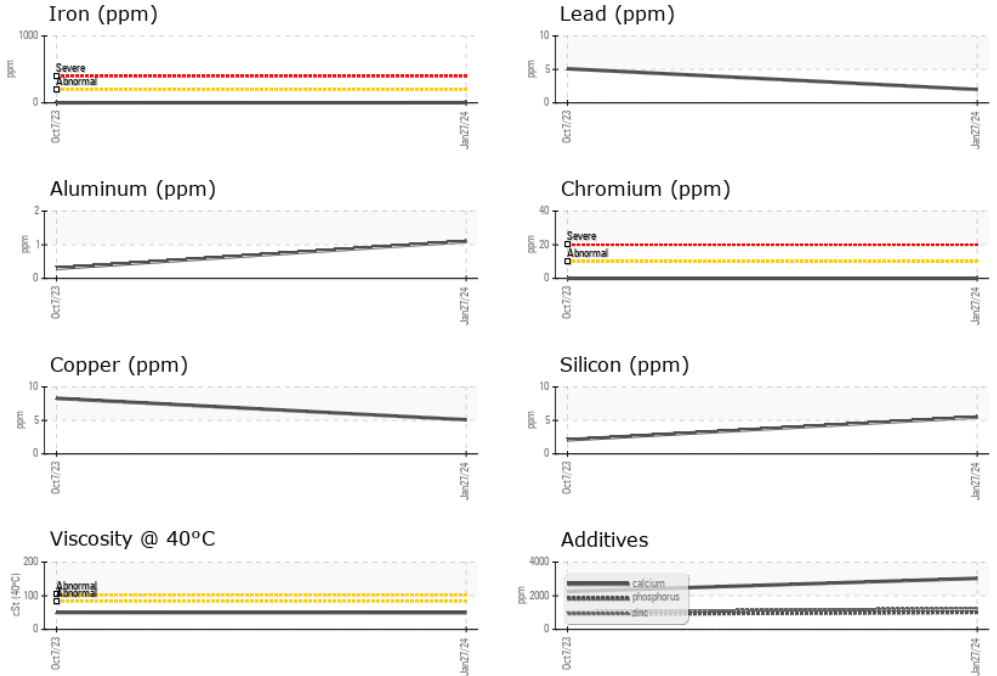 Iron (ppm)
1000
ppm
Severe
Abnormal
0
Oct7/23
Jan27/24
Lead (ppm)
10
ppm
5
0
Oct7/23
Jan27/24
Aluminum (ppm)
2
ppm
1
0
Oct7/23
Jan27/24
Chromium (ppm)
40
ppm
Severe
20
Abnormal
0
Oct7/23
Jan27/24
Copper (ppm)
10
ppm
5
0
Oct7/23
Jan27/24
Silicon (ppm)
10
ppm
5
0
Oct7/23
Jan27/24
Viscosity @ 40°C
200
cSt (40°C)
Abnormal
100
Abnormal
0
Oct7/23
Jan27/24
Additives
4000
ppm
calcium
2000
phosphorus
zinc
0
Oct7/23
Jan27/24